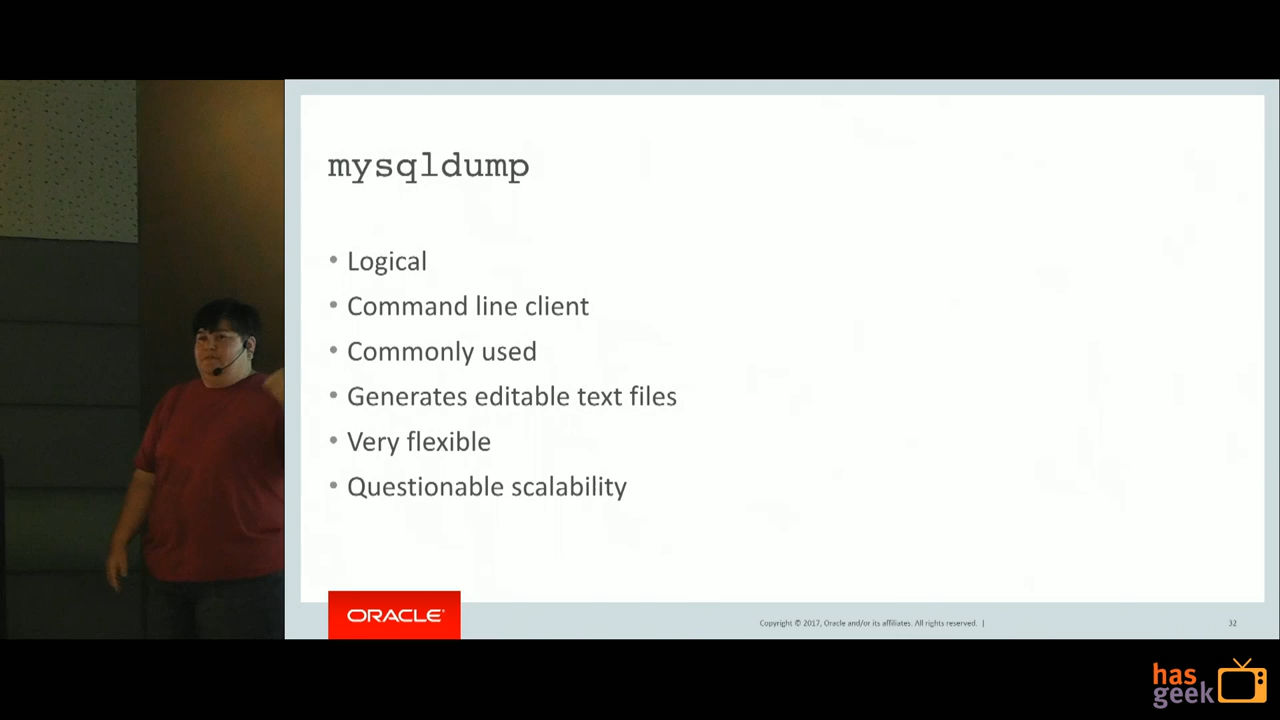 mysqldump
• Logical
• Command line client
• Commonly used
• Generates editable text files
• Very flexible
• Questionable scalability
ORACLE
Copyright © 2017, Oracle and/or its affiliates. All rights reserved. |
32
has
geek